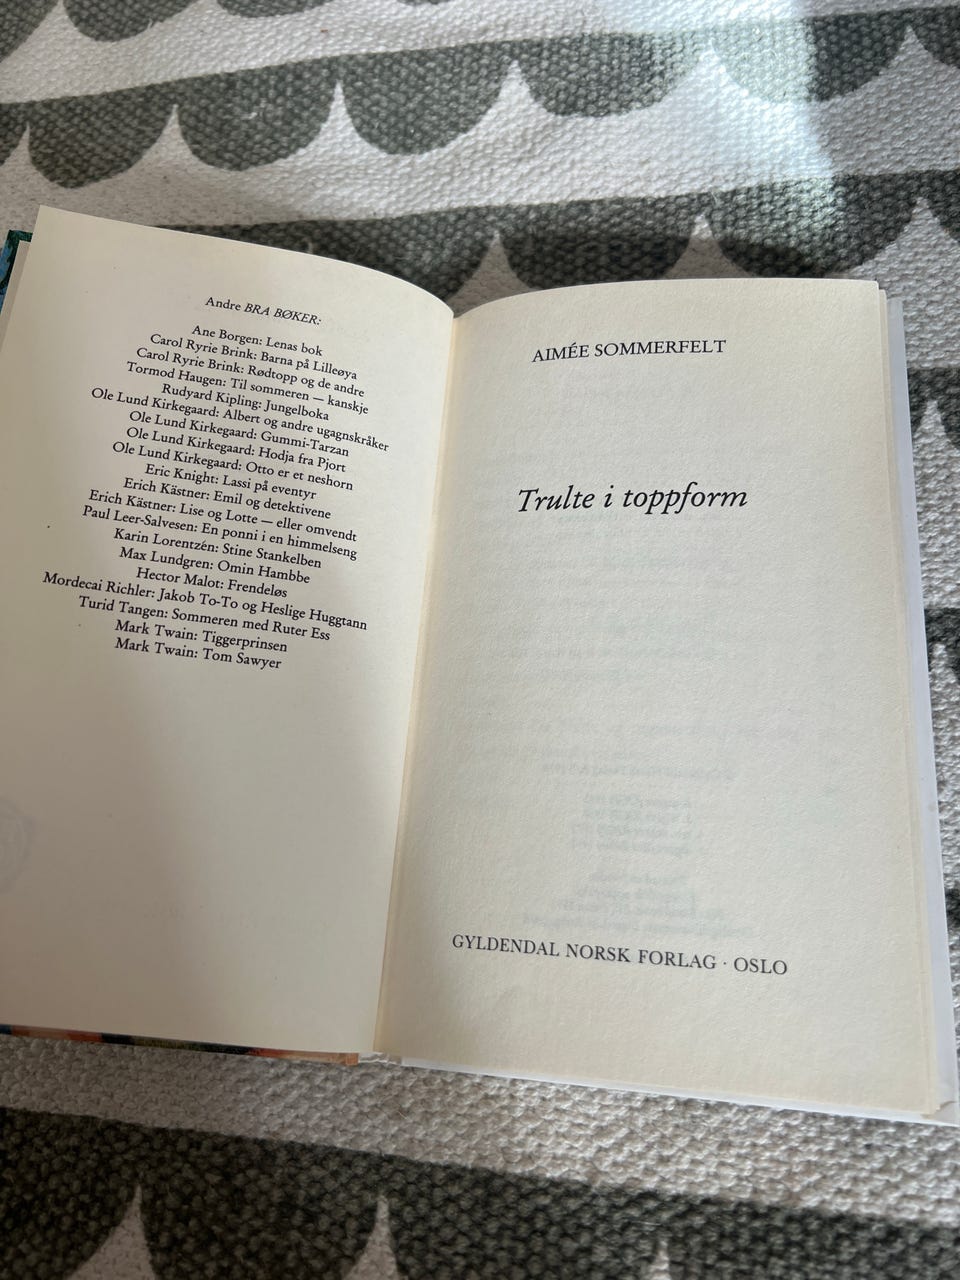 Andre BRA BØKER:
Ane Borgen: Lenas bok
Carol Ryrie Brink: Barna på Lilleøya
Carol Ryrie Brink: Rødtopp og de andre
Tormod Haugen: Til sommeren — kanskje
Rudyard Kipling: Jungelboka
Ole Lund Kirkegaard: Albert og andre ugagnskråker
Ole Lund Kirkegaard: Gummi-Tarzan
Ole Lund Kirkegaard: Hodja fra Pjort
Ole Lund Kirkegaard: Otto er et neshorn
Eric Knight: Lassi på eventyr
Erich Kästner: Emil og detektivene
Erich Kästner: Lise og Lotte — eller omvendt
Paul Leer-Salvesen: En ponni i en himmelseng
Karin Lorentzén: Stine Stankelben
Max Lundgren: Omin Hambbe
Hector Malot: Frendeløs
Mordecai Richler: Jakob To-To og Heslige Huggtann
Turid Tangen: Sommeren med Ruter Ess
Mark Twain: Tiggerprinsen
Mark Twain: Tom Sawyer
AIMÉE SOMMERFELT
Trulte i toppform
GYLDENDAL NORSK FORLAG · OSLO